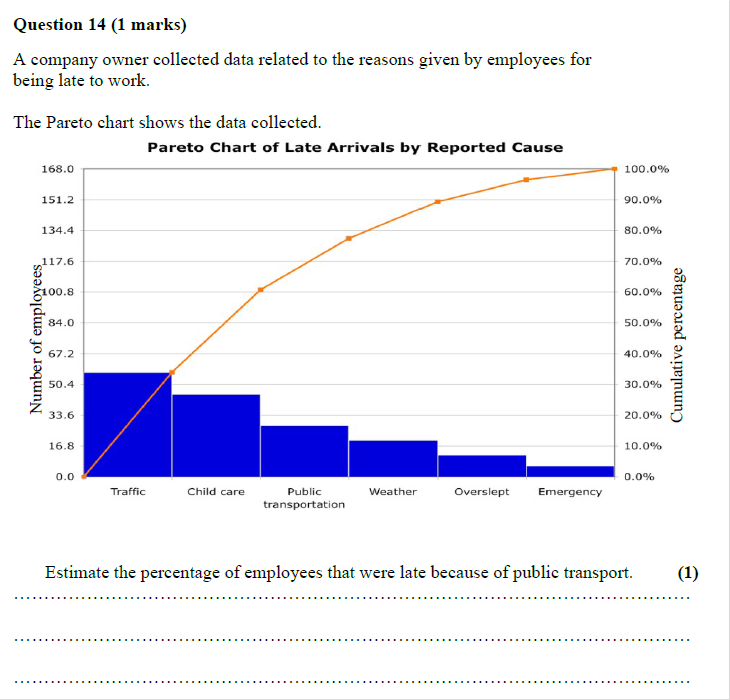 Question 14 (1 marks)
A company owner collected data related to the reasons given by employees for
being late to work.
The Pareto chart shows the data collected.
Pareto Chart of Late Arrivals by Reported Cause
Number of employees
168.0
151.2
134.4
117.6
100.8
84.0
67.2
50.4
33.6
16.8
0.0
100.0%
90.0%
80.0%
70.0%
60.0%
50.0%
40.0%
30.0%
20.0%
10.0%
0.0%
Cumulative percentage
Traffic
Child care
Public
transportation
Weather
Overslept
Emergency
Estimate the percentage of employees that were late because of public transport. (1)